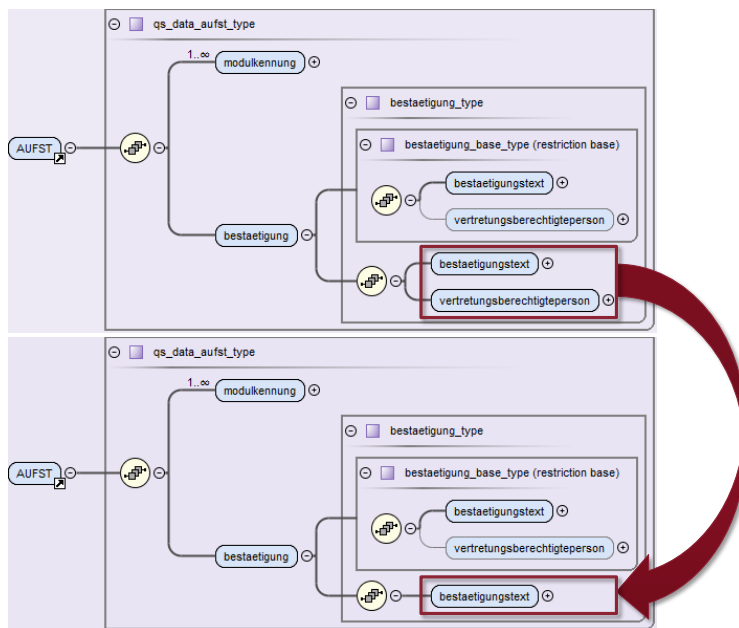 qs_data_aufst_type
1..∞
modulkennung
bestaetigung_type
bestaetigung_base_type (restriction base)
AUFST
bestaetigungstext
vertretungsberechtigteperson
bestaetigung
bestaetigungstext
vertretungsberechtigteperson
qs_data_aufst_type
1..∞
modulkennung
bestaetigung_type
bestaetigung_base_type (restriction base)
AUFST
bestaetigungstext
vertretungsberechtigteperson
bestaetigung
bestaetigungstext